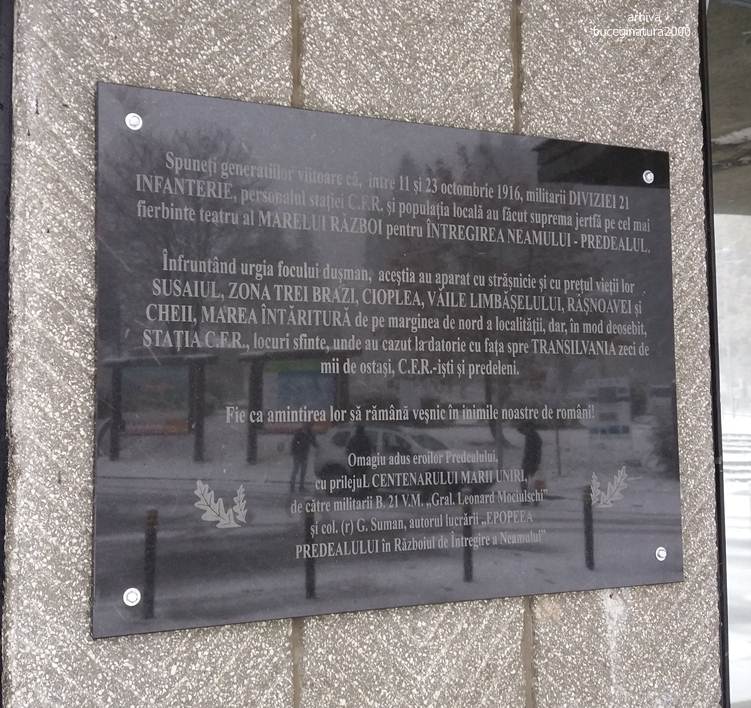 arhiva
buceginatura2000
Spuneți generațiilor viitoare că, între 11 și 23 octombrie 1916, militarii DIVIZIEI 21
INFANTERIE, personalul stației C.F.R. și populația locală au făcut suprema jertfă pe cel mai
fierbinte teatru al MARELUI RĂZBOI pentru ÎNTREGIREA NEAMULUI - PREDEALUL.
Înfruntând urgia focului dușman, aceștia au aparat cu strășnicie și cu prețul vieții lor
SUSAIUL, ZONA TREI BRAZI, CIOPLEA, VĂILE LIMBĂȘELULUI, RÂȘNOAVEI și
CHEII, MAREA ÎNTĂRITURĂ de pe marginea de nord a localității, dar, în mod deosebit,
STAȚIA C.F.R., locuri sfinte, unde au cazut la datorie cu fața spre TRANSILVANIA zeci de
mii de ostași, C.F.R.-iști și predeleni.
Fie ca amintirea lor să rămână veșnic în inimile noastre de români!
Omagiu adus eroilor Predealului,
cu prilejuL CENTENARULUI MARII UNIRI,
de către militarii B. 21 V.M. „Gral. Leonard Mociulschi”
și col. (r) G. Suman, autorul lucrării „EPOPEEA
PREDEALULUI în Războiul de Întregire a Neamului”